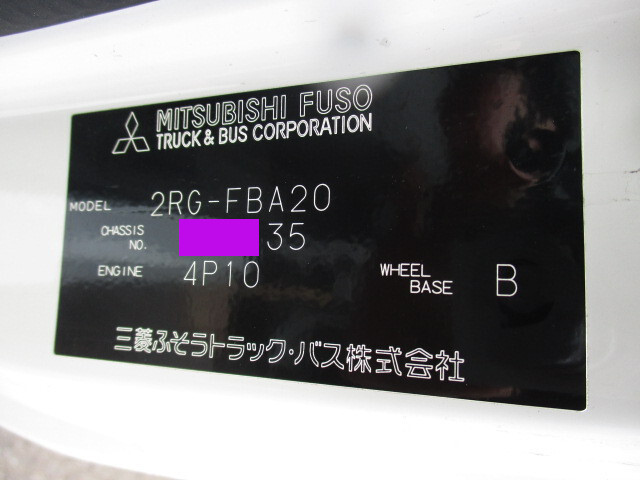 MITSUBISHI FUSO
TRUCK & BUS CORPORATION
MODEL 2RG-FBA20
CHASSIS NO. 35
ENGINE 4P10 WHEEL BASE B
三菱ふそうトラック・バス株式会社